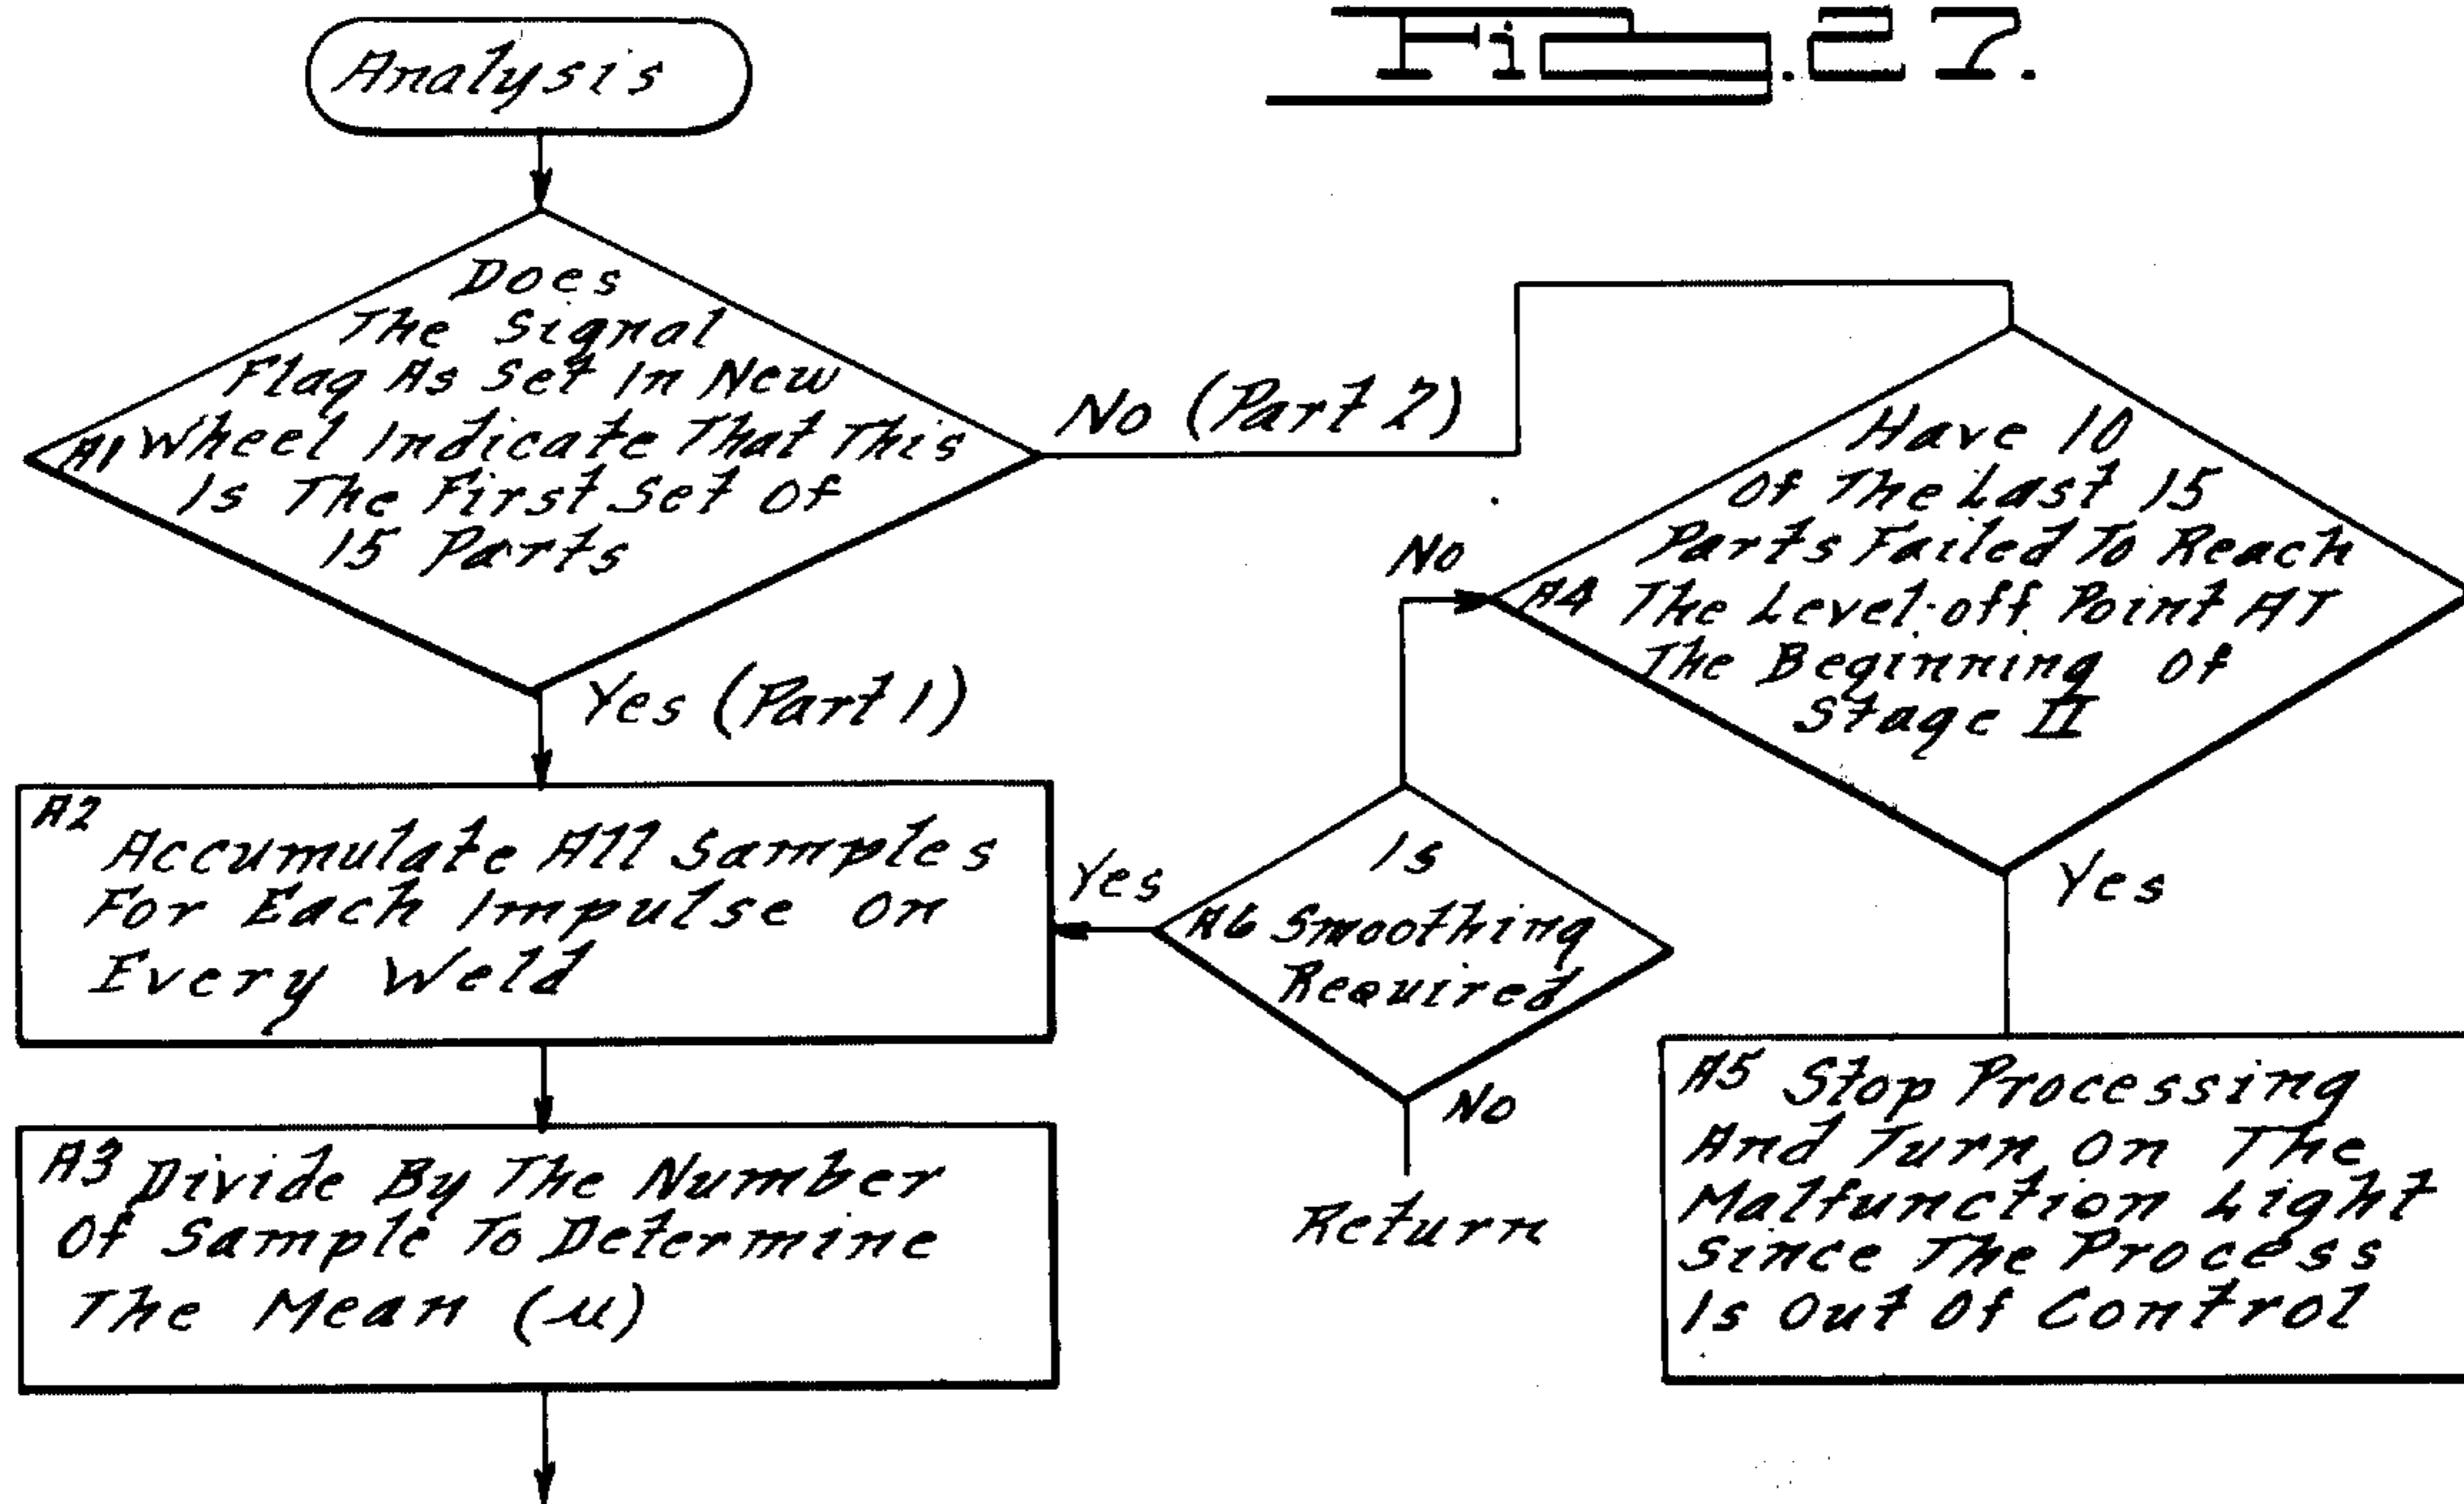 Fig. 27.
Analysis
Does
The Signal
Flag As Set In New
A1 Wheel Indicate That This
Is The First Set Of
15 Parts
No (Part 2)
Yes (Part 1)
Have 10
Of The Last 15
Parts Failed To Reach
A4 The Level-off Point AT
The Beginning Of
Stage II
No
Yes
A2
Accumulate All Samples
For Each Impulse On
Every Weld
Yes
Is
A6 Smoothing
Required
No
Return
A3 Divide By The Number
Of Sample To Determine
The Mean (μ)
A5 Stop Processing
And Turn On The
Malfunction Light
Since The Process
Is Out Of Control